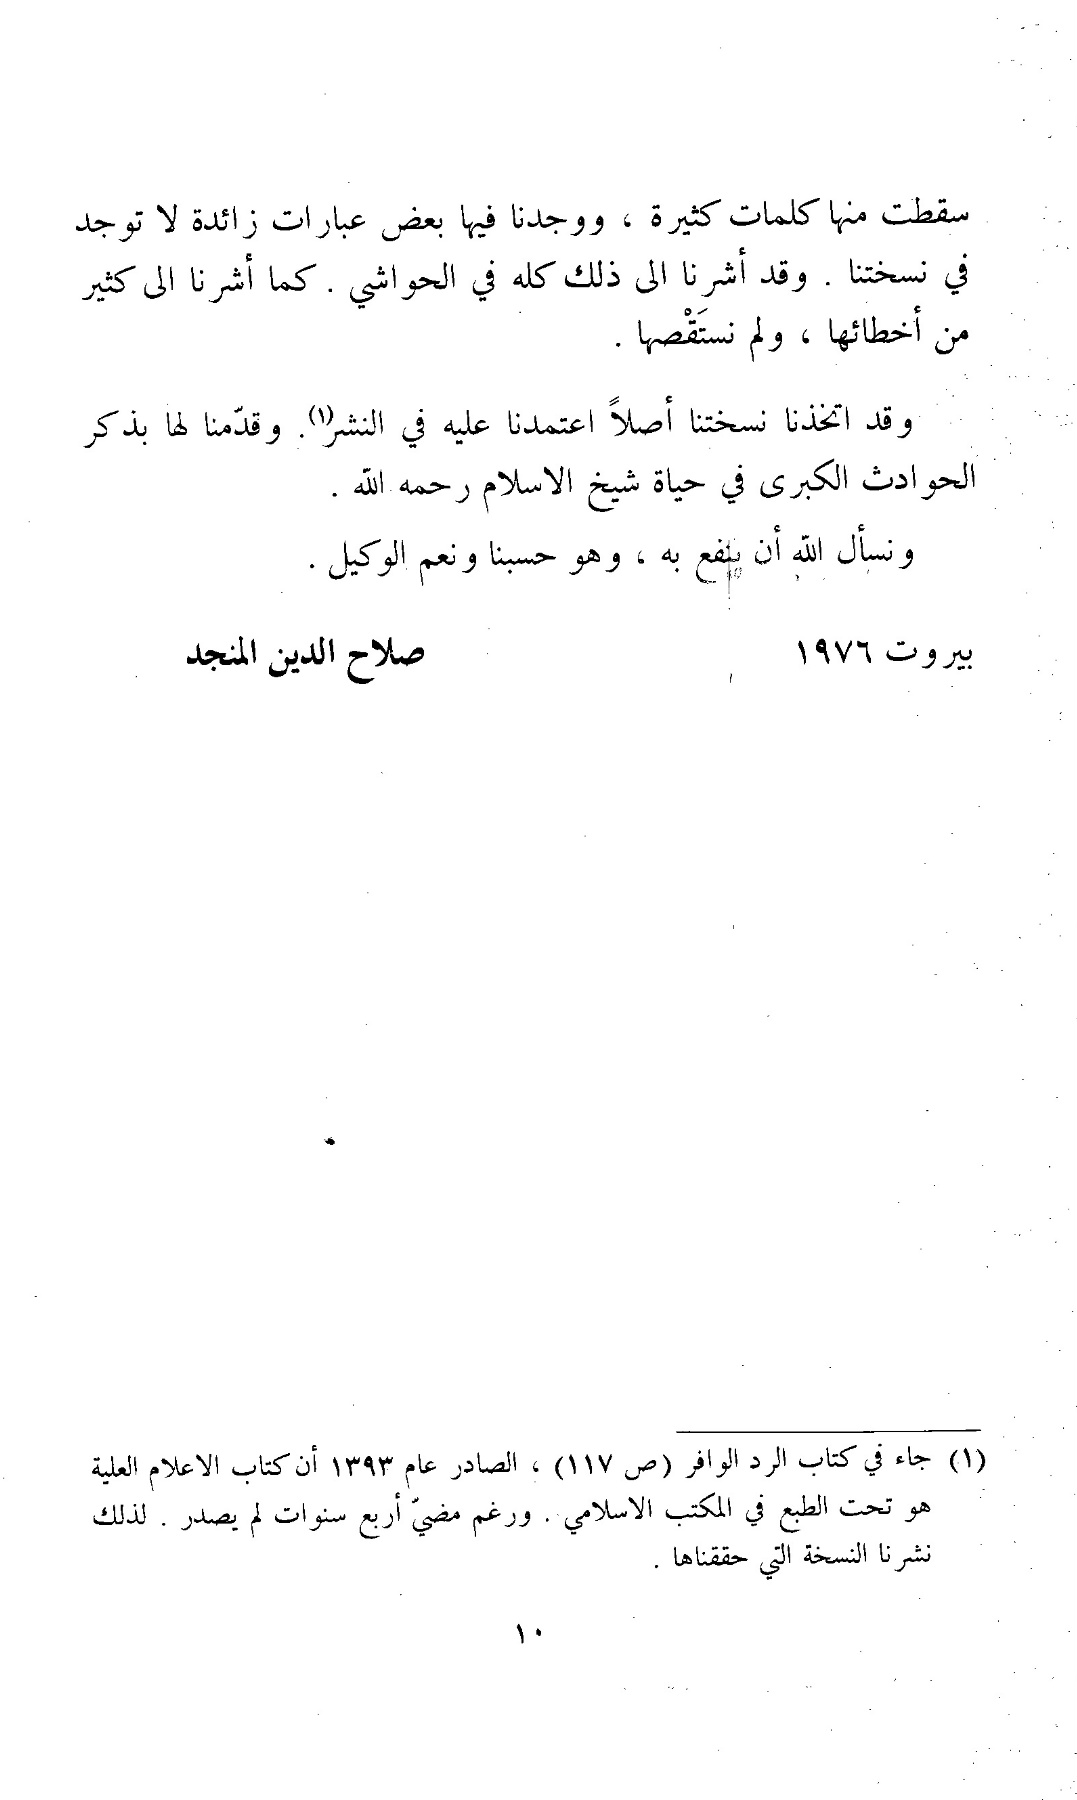 سقطت منها كلمات كثيرة ، ووجدنا فيها بعض عبارات زائدة لا توجد
في نسختنا . وقد أشرنا الى ذلك كله في الحواشي . كما أشرنا الى كثير
من أخطائها ، ولم نستَقْصها .
وقد اتخذنا نسختنا أصلاً اعتمدنا عليه في النشر(١). وقدّمنا لها بذكر
الحوادث الكبرى في حياة شيخ الاسلام رحمه الله .
ونسأل الله أن ينفع به ، وهو حسبنا ونعم الوكيل .
بيروت ١٩٧٦ صلاح الدين المنجد
(١) جاء في كتاب الرد الوافر (ص ١١٧) ، الصادر عام ١٣٩٣ أن كتاب الاعلام العلية
هو تحت الطبع في المكتب الاسلامي . ورغم مضيّ أربع سنوات لم يصدر . لذلك
نشرنا النسخة التي حققناها .
١٠